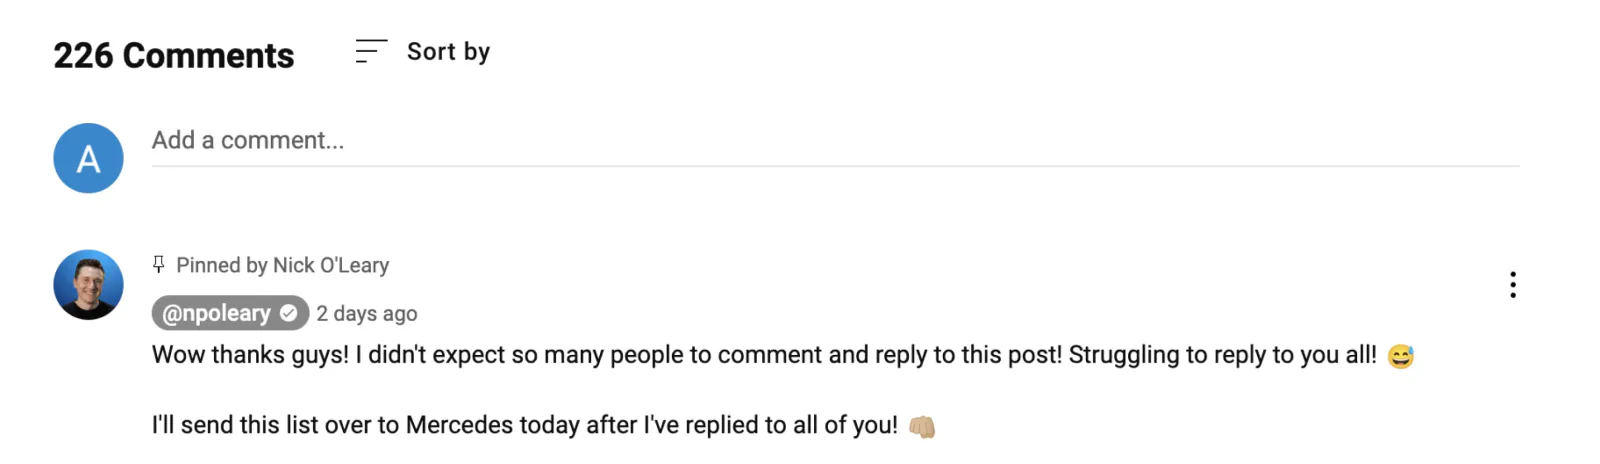 226 Comments
Sort by
A
Add a comment...
Pinned by Nick O'Leary
@npoleary 2 days ago
Wow thanks guys! I didn't expect so many people to comment and reply to this post! Struggling to reply to you all! 😅
I'll send this list over to Mercedes today after I've replied to all of you! 👊🏼